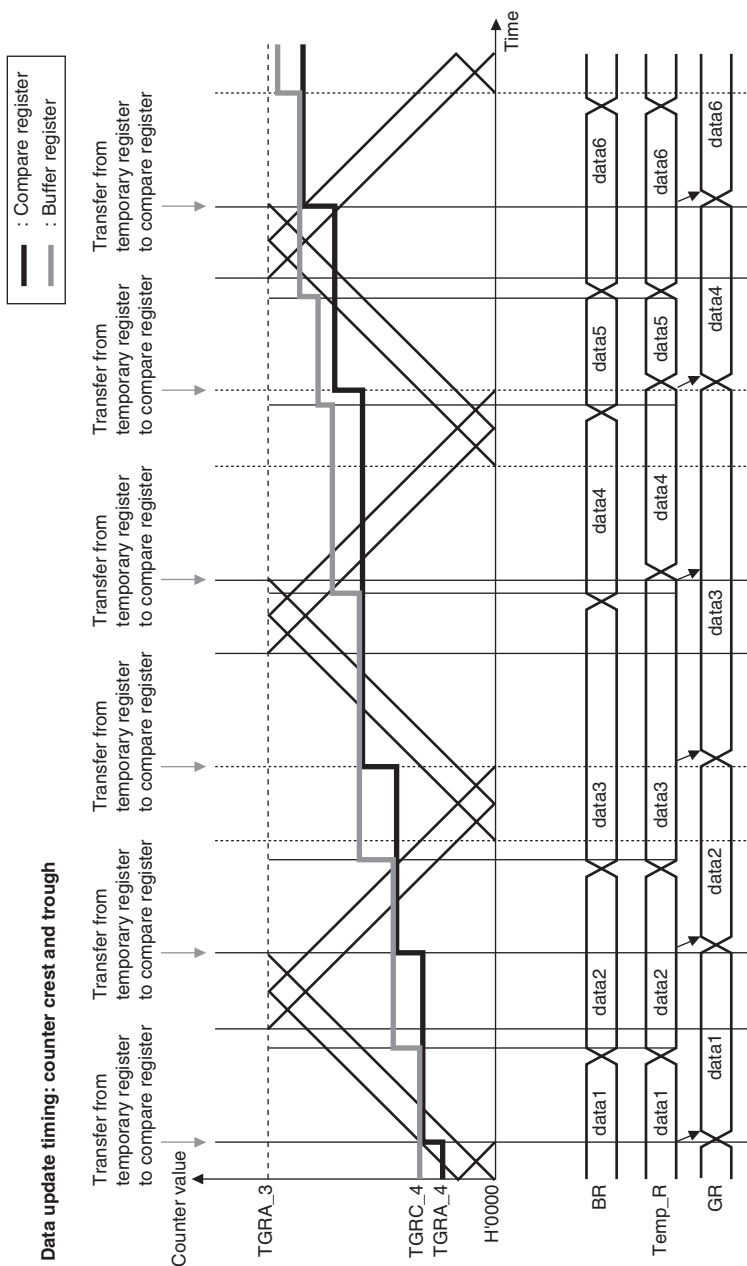 Data update timing: counter crest and trough
: Compare register
: Buffer register
Transfer from
temporary register
to compare register
Transfer from
temporary register
to compare register
Transfer from
temporary register
to compare register
Transfer from
temporary register
to compare register
Transfer from
temporary register
to compare register
Transfer from
temporary register
to compare register
Counter value
TGRA_3
TGRC_4
TGRA_4
H'0000
Time
BR data1 data2 data3 data4 data5 data6
Temp_R data1 data2 data3 data4 data5 data6
GR data1 data2 data3 data4 data6